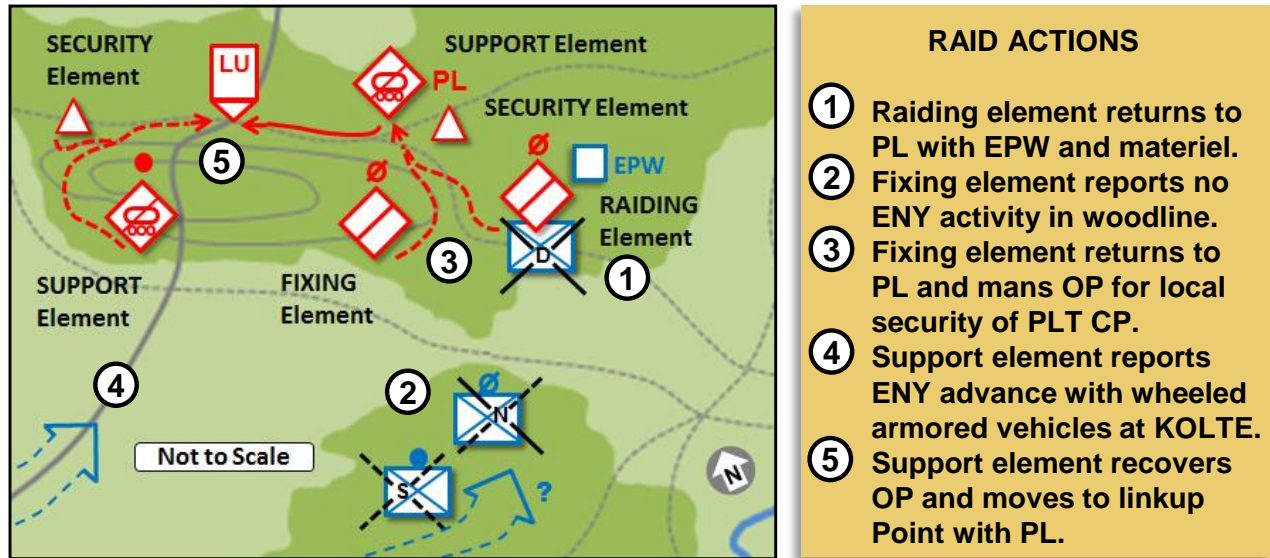 SECURITY
Element
LU
SUPPORT Element
PL
SECURITY Element
EPW
RAIDING
Element
D
5
3
1
SUPPORT
Element
FIXING
Element
4
2
N
Not to Scale
S
?
N
RAID ACTIONS
1 Raiding element returns to
PL with EPW and materiel.
2 Fixing element reports no
ENY activity in woodline.
3 Fixing element returns to
PL and mans OP for local
security of PLT CP.
4 Support element reports
ENY advance with wheeled
armored vehicles at KOLTE.
5 Support element recovers
OP and moves to linkup
Point with PL.